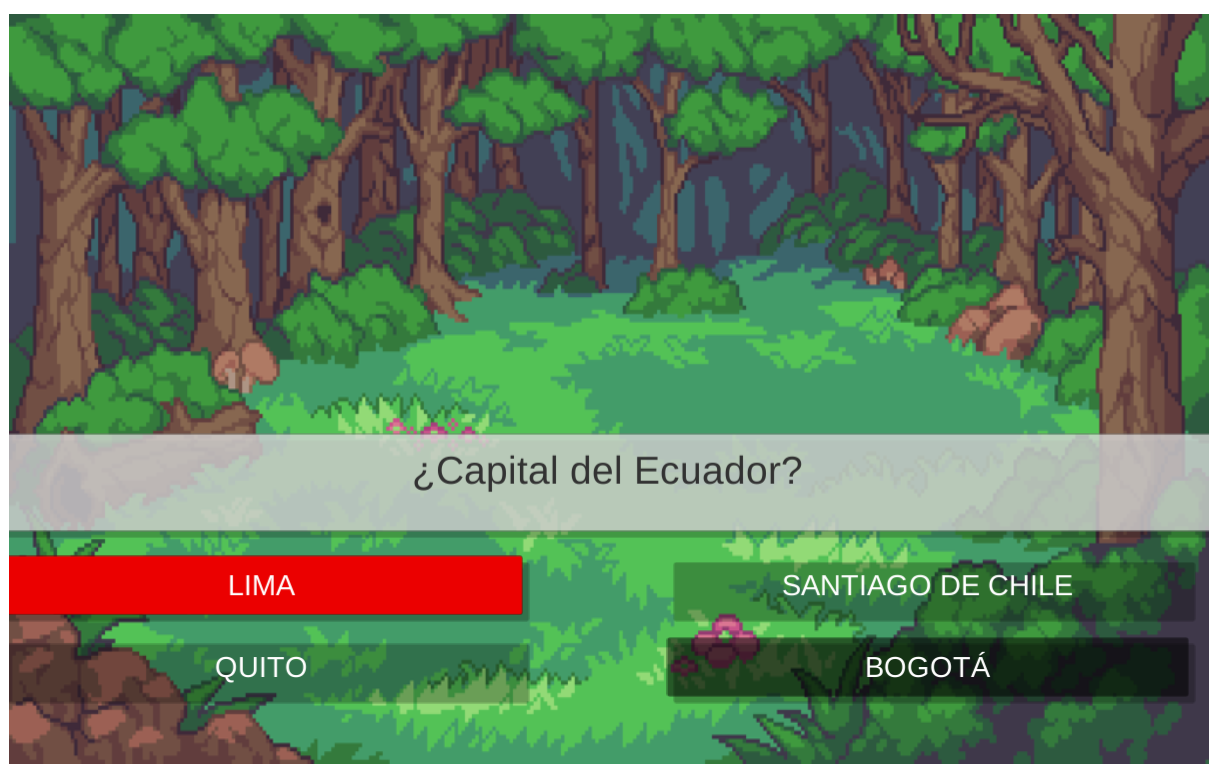 ¿Capital del Ecuador?
LIMA
SANTIAGO DE CHILE
QUITO
BOGOTÁ